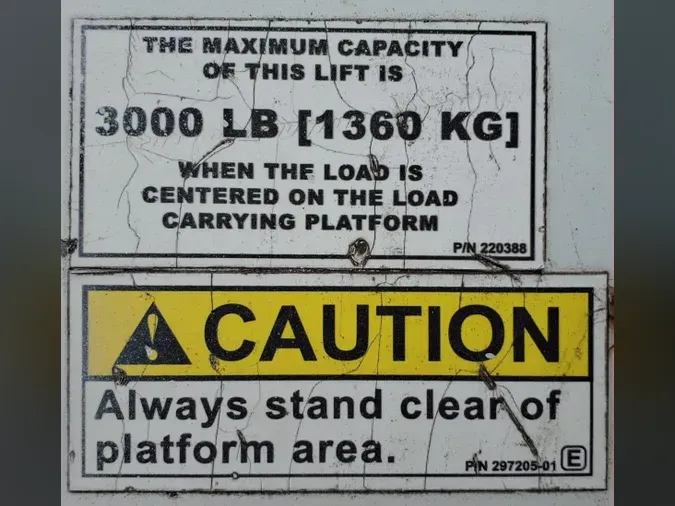 THE MAXIMUM CAPACITY
OF THIS LIFT IS
3000 LB [1360 KG]
WHEN THE LOAD IS
CENTERED ON THE LOAD
CARRYING PLATFORM
P/N 220388
CAUTION
Always stand clear of
platform area.
P/N 297205-01 E